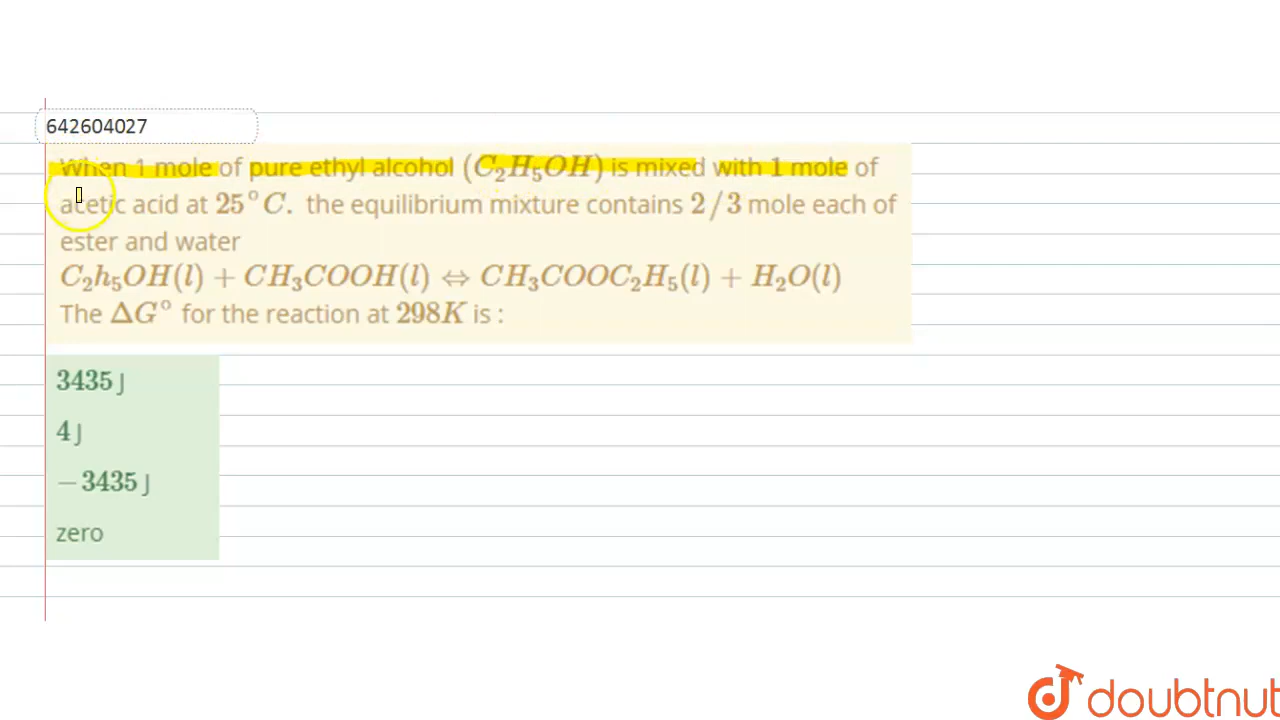 642604027
When 1 mole of pure ethyl alcohol (C₂H₅OH) is mixed with 1 mole of
acetic acid at 25°C. the equilibrium mixture contains 2/3 mole each of
ester and water
C₂h₅OH(l) + CH₃COOH(l) ⇔ CH₃COOC₂H₅(l) + H₂O(l)
The ΔG° for the reaction at 298K is :
3435 J
4 J
−3435 J
zero
doubtnut